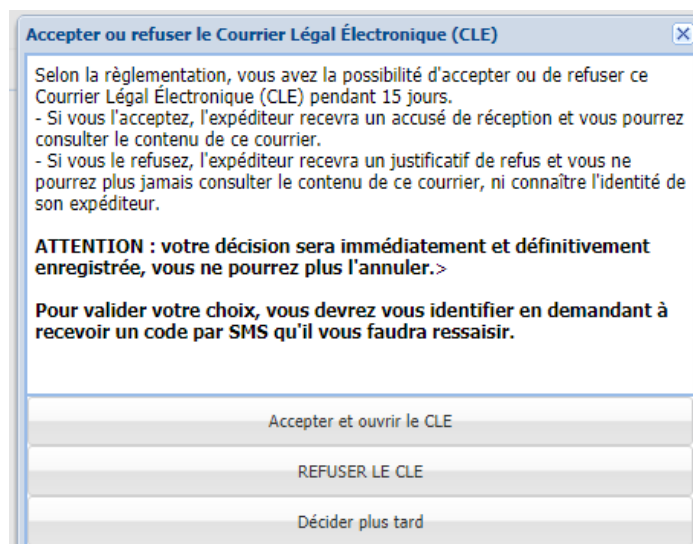 Accepter ou refuser le Courrier Légal Électronique (CLE)
Selon la règlementation, vous avez la possibilité d'accepter ou de refuser ce
Courrier Légal Électronique (CLE) pendant 15 jours.
- Si vous l'acceptez, l'expéditeur recevra un accusé de réception et vous pourrez
consulter le contenu de ce courrier.
- Si vous le refusez, l'expéditeur recevra un justificatif de refus et vous ne
pourrez plus jamais consulter le contenu de ce courrier, ni connaître l'identité de
son expéditeur.
ATTENTION : votre décision sera immédiatement et définitivement
enregistrée, vous ne pourrez plus l'annuler.>
Pour valider votre choix, vous devrez vous identifier en demandant à
recevoir un code par SMS qu'il vous faudra ressaisir.
Accepter et ouvrir le CLE
REFUSER LE CLE
Décider plus tard